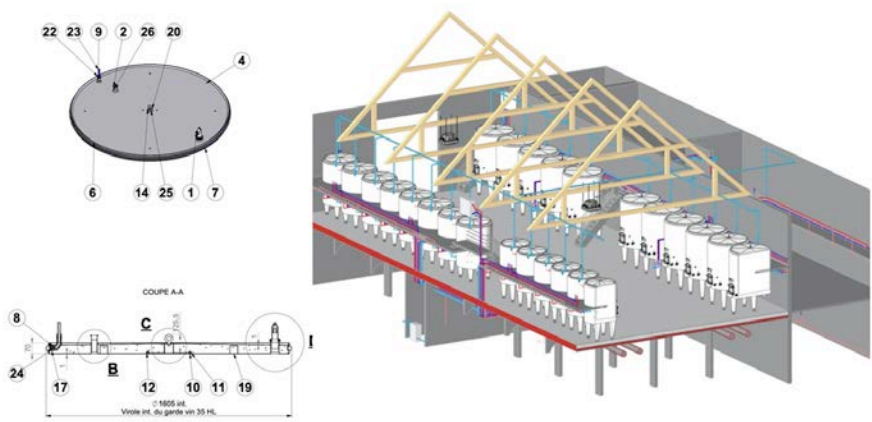 22 23 9 2 26 20
4
6 14 25 1 7
COUPE A-A
8 C I
70
24 17 B 12 10 11 19
∅1605 int.
Virole int. du garde vin 35 HL